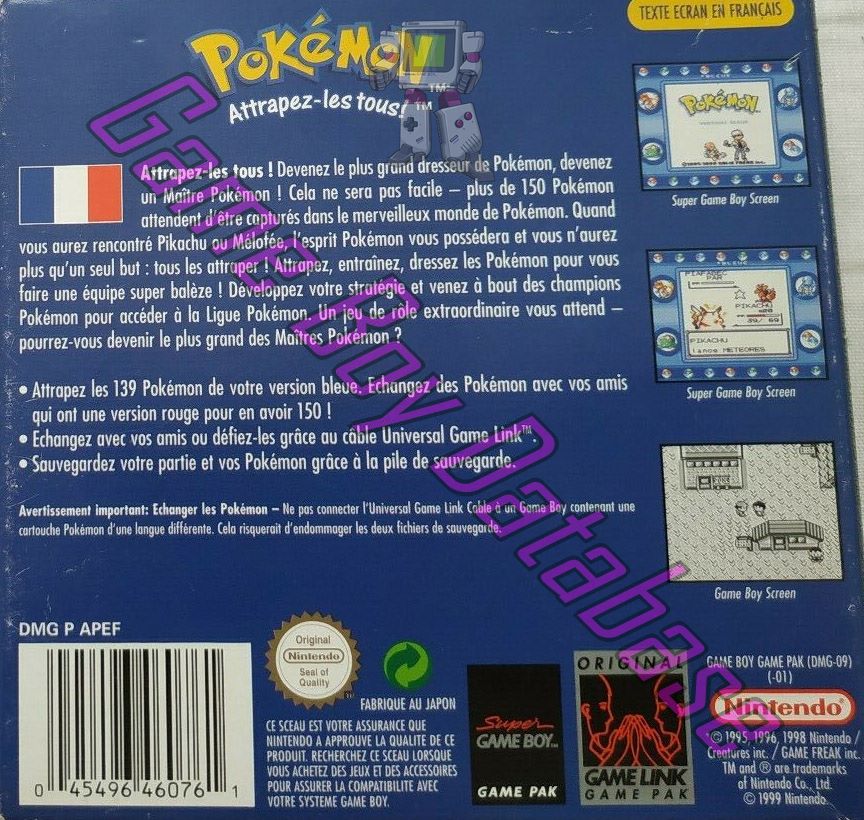 TEXTE ECRAN EN FRANÇAIS
POKéMON™
Attrapez-les tous! ™
Attrapez-les tous ! Devenez le plus grand dresseur de Pokémon, devenez
un Maître Pokémon ! Cela ne sera pas facile – plus de 150 Pokémon
attendent d'être capturés dans le merveilleux monde de Pokémon. Quand
vous aurez rencontré Pikachu ou Mélofée, l'esprit Pokémon vous possédera et vous n'aurez
plus qu'un seul but : tous les attraper ! Attrapez, entraînez, dressez les Pokémon pour vous
faire une équipe super balèze ! Développez votre stratégie et venez à bout des champions
Pokémon pour accéder à la Ligue Pokémon. Un jeu de rôle extraordinaire vous attend –
pourrez-vous devenir le plus grand des Maîtres Pokémon ?
• Attrapez les 139 Pokémon de votre version bleue. Echangez des Pokémon avec vos amis
qui ont une version rouge pour en avoir 150 !
• Echangez avec vos amis ou défiez-les grâce au câble Universal Game Link™.
• Sauvegardez votre partie et vos Pokémon grâce à la pile de sauvegarde.
Avertissement important: Echanger les Pokémon – Ne pas connecter l'Universal Game Link Cable à un Game Boy contenant une
cartouche Pokémon d'une langue différente. Cela risquerait d'endommager les deux fichiers de sauvegarde.
BLEUE
POKéMON
Super Game Boy Screen
BLEUE
PIKACHU
39/ 69
PIKACHU
lance METEORES
Super Game Boy Screen
Game Boy Screen
DMG P APEF
0 45496 46076 1
Original
Nintendo
Seal of
Quality
FABRIQUE AU JAPON
CE SCEAU EST VOTRE ASSURANCE QUE
NINTENDO A APPROUVE LA QUALITE DE CE
PRODUIT. RECHERCHEZ CE SCEAU LORSQUE
VOUS ACHETEZ DES JEUX ET DES ACCESSOIRES
POUR ASSURER LA COMPATIBILITE AVEC
VOTRE SYSTEME GAME BOY.
Super
GAME BOY™
GAME PAK
ORIGINAL
GAME LINK
GAME PAK
GAME BOY GAME PAK (DMG-09)
(-01)
Nintendo
© 1995, 1996, 1998 Nintendo /
Creatures inc. / GAME FREAK inc.
TM and ® are trademarks
of Nintendo Co., Ltd.
© 1999 Nintendo
Game Boy Database